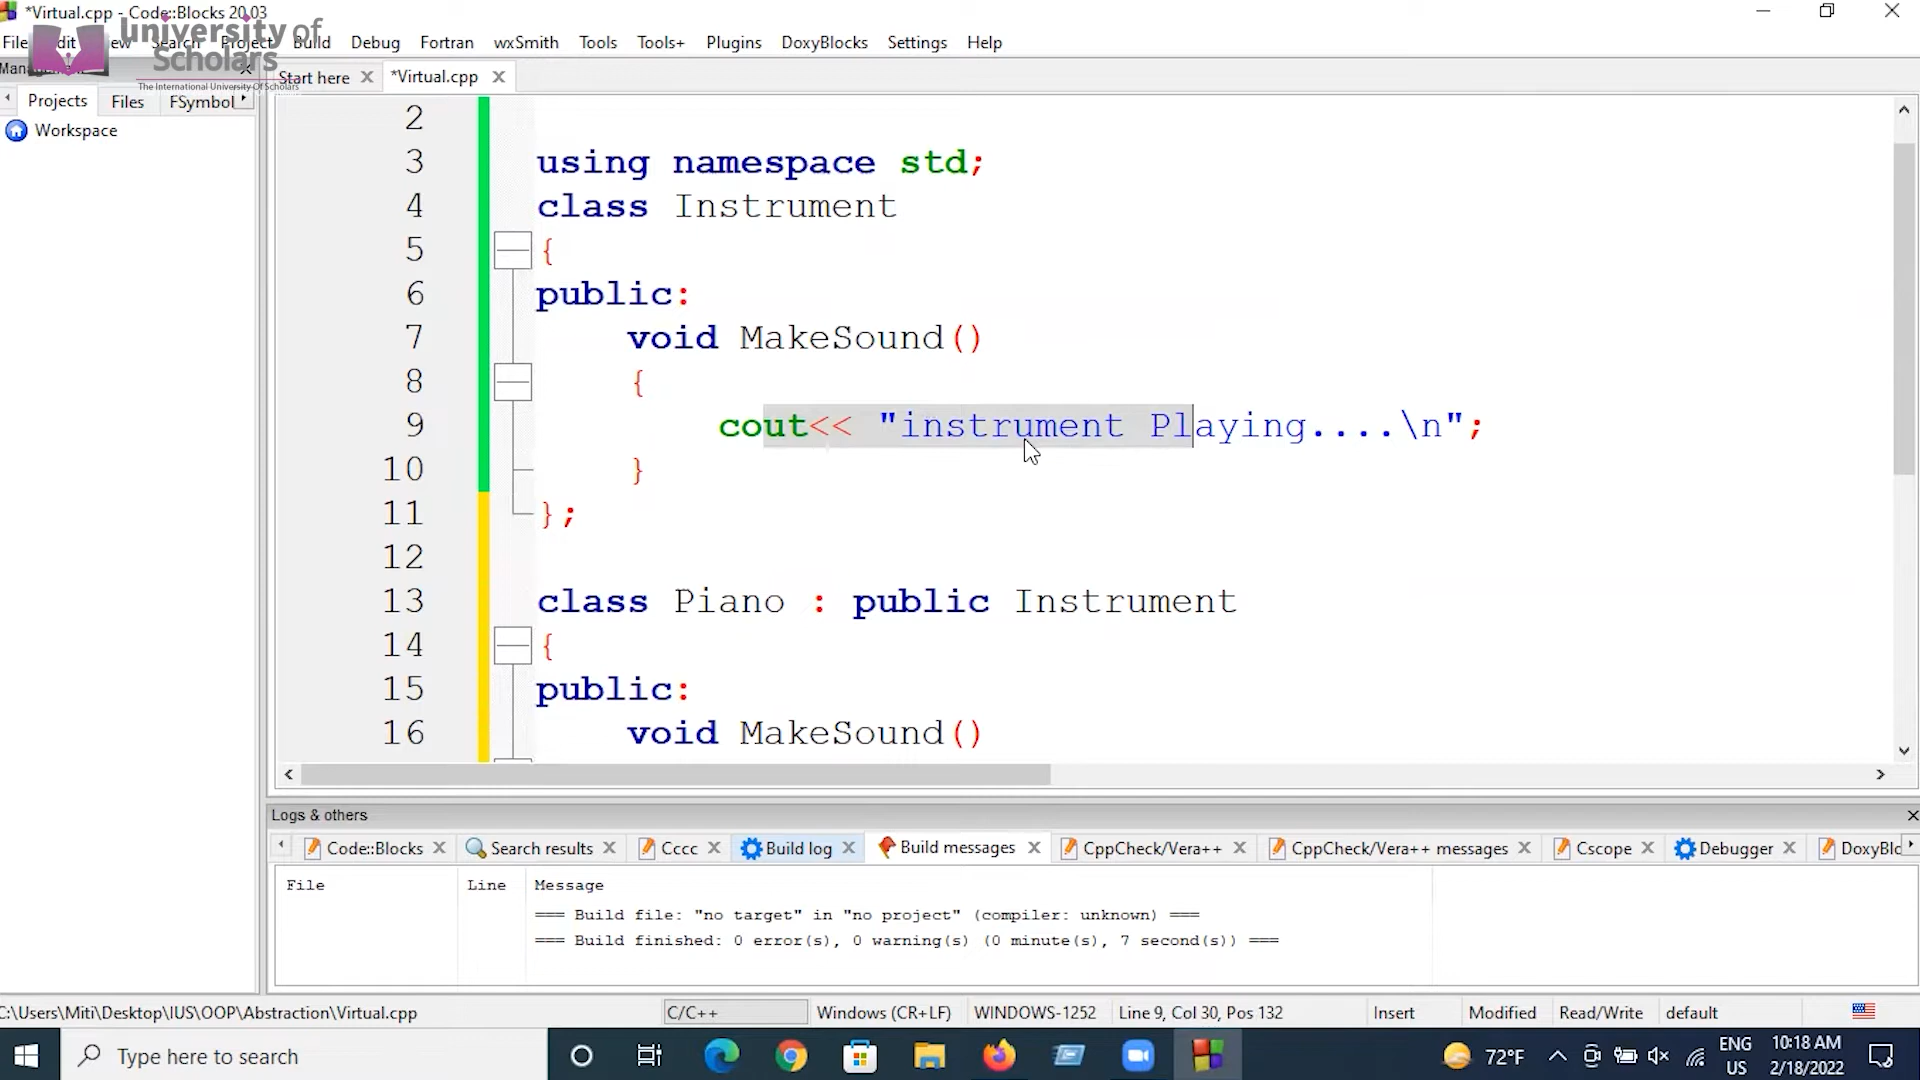 *Virtual.cpp - Code::Blocks 20.03
University of
Scholars
The International University Of Scholars
File Edit View Search Project Build Debug Fortran wxSmith Tools Tools+ Plugins DoxyBlocks Settings Help
Start here *Virtual.cpp
Projects Files FSymbol
Workspace
2
3 using namespace std;
4 class Instrument
5 {
6 public:
7 void MakeSound()
8 {
9 cout<< "instrument Playing....\n";
10 }
11 };
12
13 class Piano : public Instrument
14 {
15 public:
16 void MakeSound()
Logs & others
Code::Blocks Search results Cccc Build log Build messages CppCheck/Vera++ CppCheck/Vera++ messages Cscope Debugger DoxyBlc
File Line Message
=== Build file: "no target" in "no project" (compiler: unknown) ===
=== Build finished: 0 error(s), 0 warning(s) (0 minute(s), 7 second(s)) ===
C:\Users\Miti\Desktop\IUS\OOP\Abstraction\Virtual.cpp C/C++ Windows (CR+LF) WINDOWS-1252 Line 9, Col 30, Pos 132 Insert Modified Read/Write default
Type here to search 72°F ENG US 10:18 AM 2/18/2022